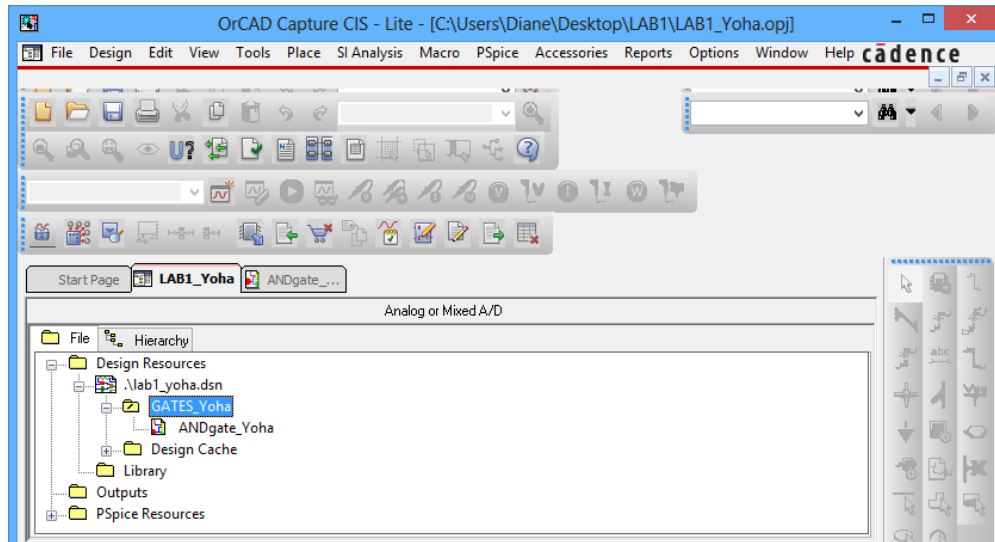 OrCAD Capture CIS - Lite - [C:\Users\Diane\Desktop\LAB1\LAB1_Yoha.opj]
File Design Edit View Tools Place SI Analysis Macro PSpice Accessories Reports Options Window Help cādence
U?
N
V I W
Start Page LAB1_Yoha ANDgate_...
Analog or Mixed A/D
File Hierarchy
Design Resources
.\lab1_yoha.dsn
abc
GATES_Yoha
ANDgate_Yoha
Design Cache
Library
Outputs
PSpice Resources